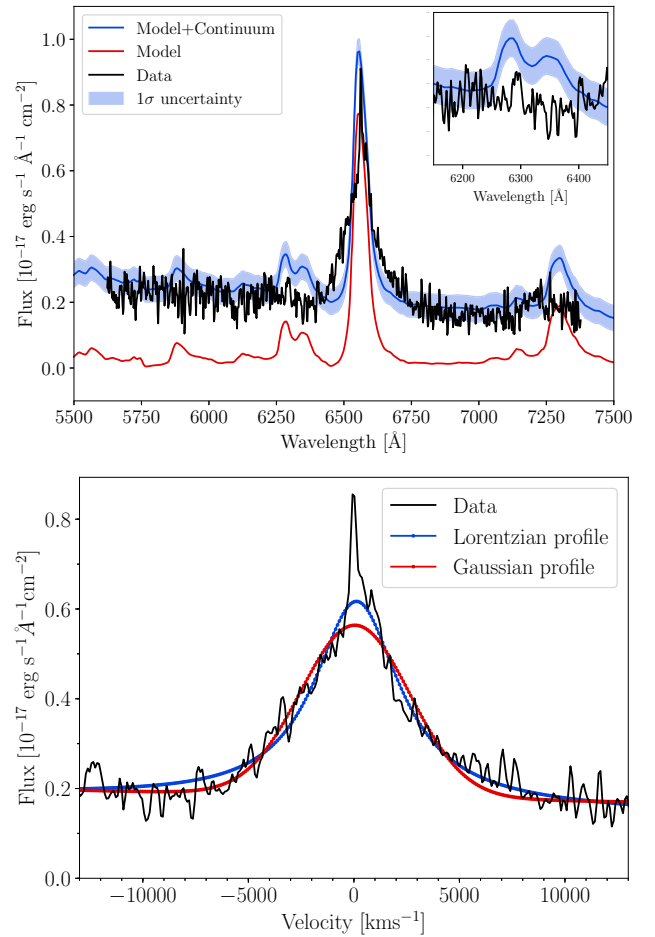 Model+Continuum
Model
Data
1σ uncertainty
Flux [10⁻¹⁷ erg s⁻¹ Å⁻¹ cm⁻²]
1.0
0.8
0.6
0.4
0.2
0.0
5500 5750 6000 6250 6500 6750 7000 7250 7500
Wavelength [Å]
6200 6300 6400
Wavelength [Å]
Data
Lorentzian profile
Gaussian profile
Flux [10⁻¹⁷ erg s⁻¹Å⁻¹cm⁻²]
0.8
0.6
0.4
0.2
0.0
−10000 −5000 0 5000 10000
Velocity [kms⁻¹]